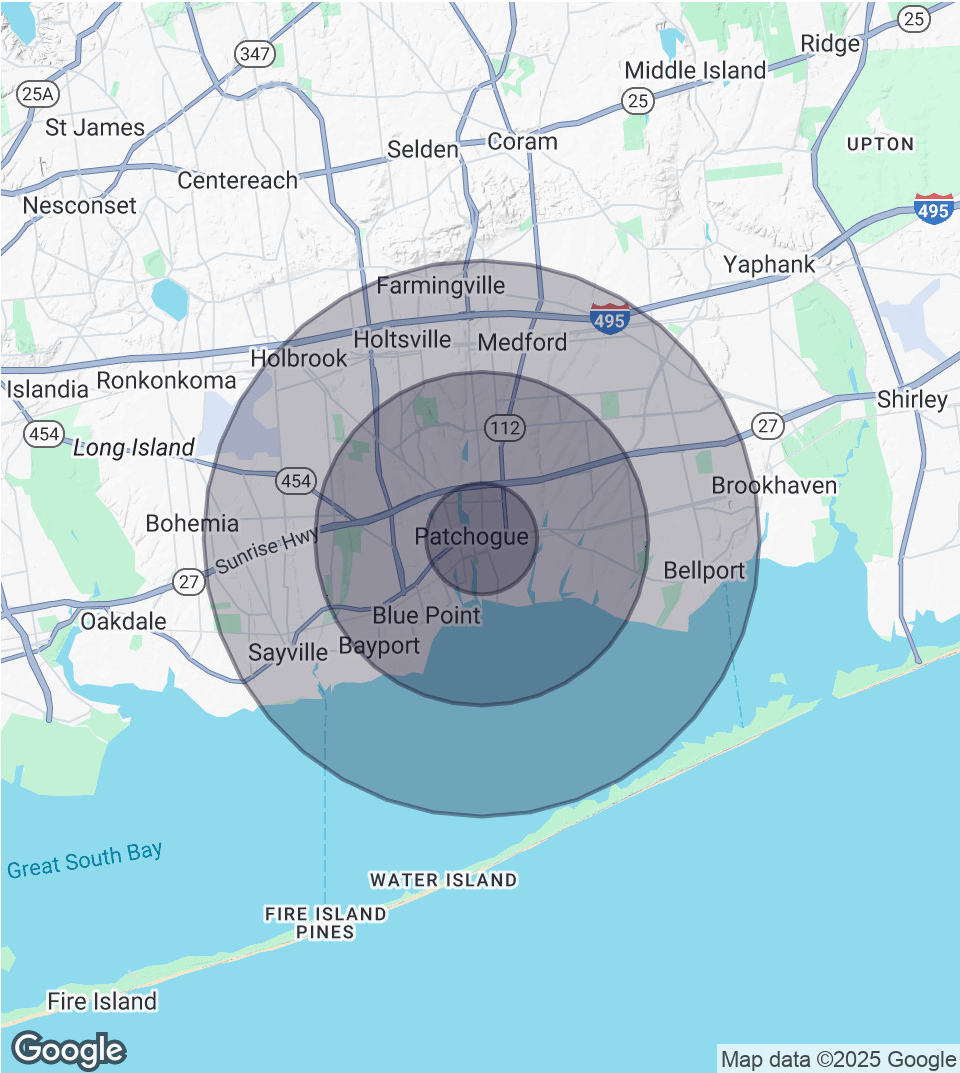 25
Ridge
347
Middle Island
25A
25
St James
Coram
UPTON
Selden
Centereach
Nesconset
495
Yaphank
Farmingville
495
Holtsville
Medford
Holbrook
Ronkonkoma
Islandia
Shirley
112
27
454
Long Island
454
Brookhaven
Bohemia
Sunrise Hwy
Patchogue
Bellport
27
Blue Point
Oakdale
Bayport
Sayville
Great South Bay
WATER ISLAND
FIRE ISLAND
PINES
Fire Island
Google
Map data ©2025 Google